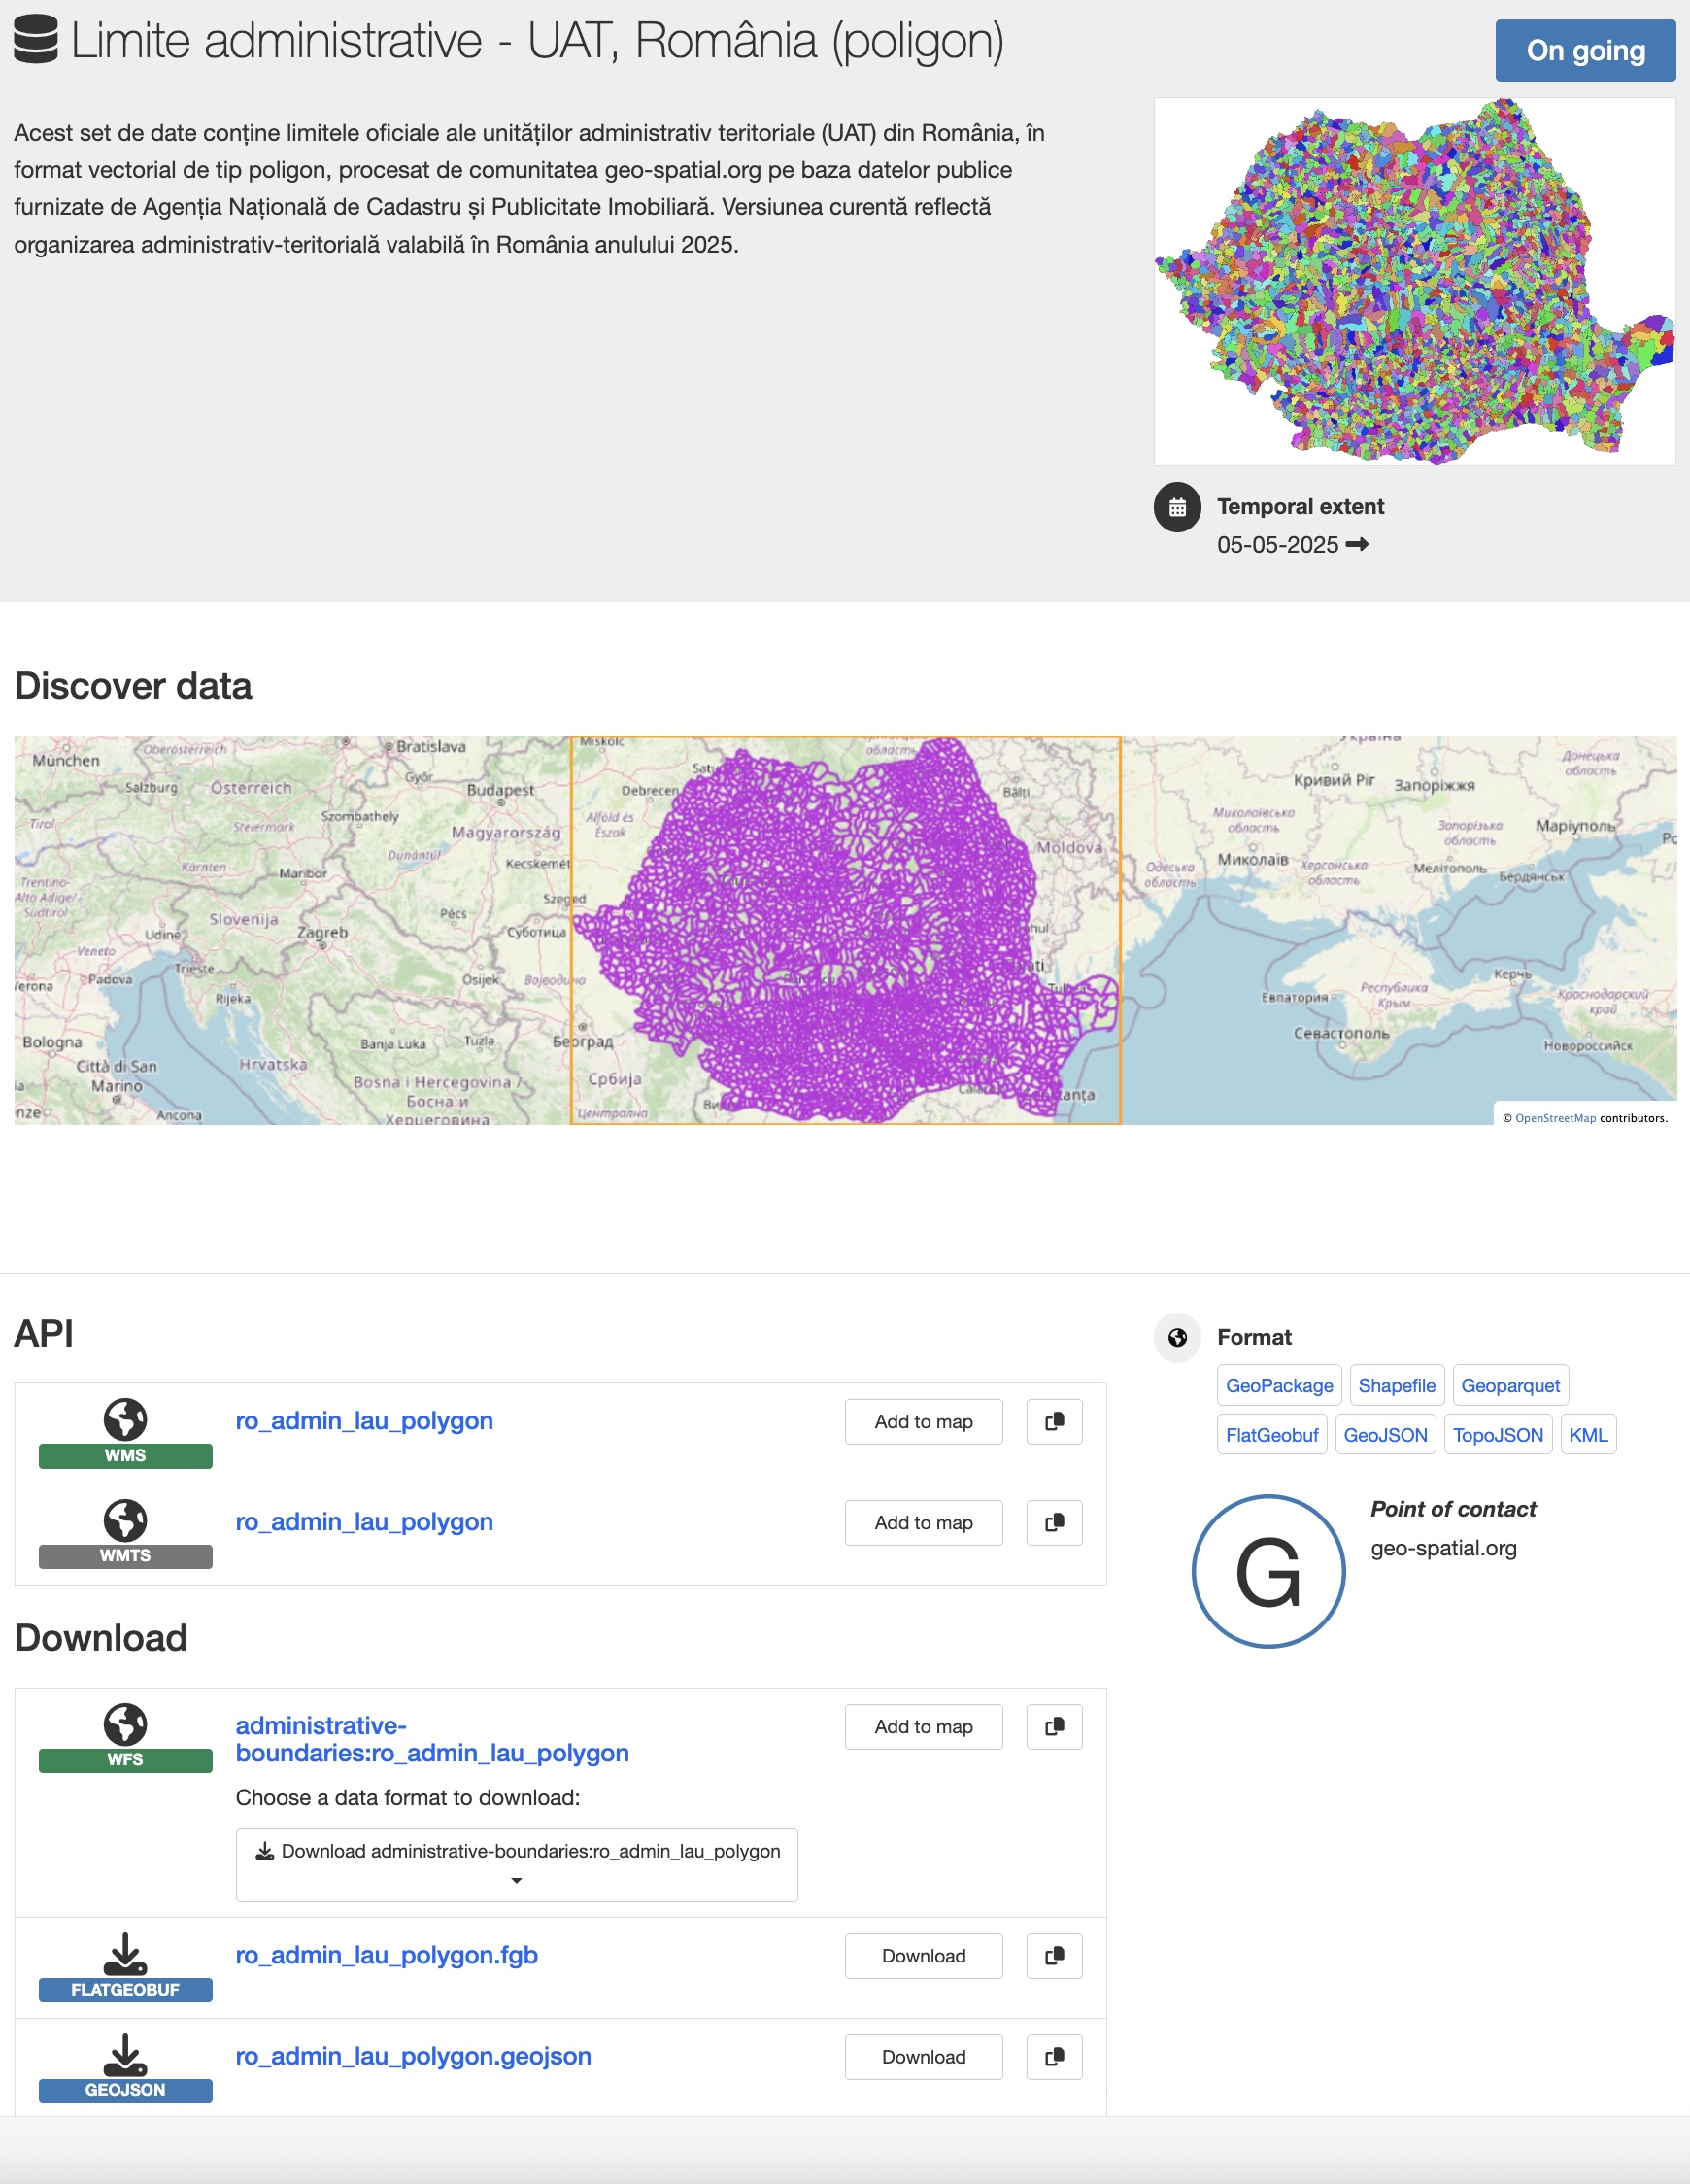 Limite administrative - UAT, România (poligon)
On going
Acest set de date conține limitele oficiale ale unităților administrativ teritoriale (UAT) din România, în
format vectorial de tip poligon, procesat de comunitatea geo-spatial.org pe baza datelor publice
furnizate de Agenția Națională de Cadastru și Publicitate Imobiliară. Versiunea curentă reflectă
organizarea administrativ-teritorială valabilă în România anulului 2025.
Temporal extent
05-05-2025
Discover data
München
Oberösterreich
Bratislava
Miskolc
область
Україна
Донецька
область
Salzburg
Österreich
Győr
Budapest
Debrecen
Bălți
Кривий Ріг
Запоріжжя
Tirol
Steiermark
Szombathely
Magyarország
Alföld és
Észak
Moldova
Миколаївська
область
Запорізька
область
Маріуполь
Kärnten
Maribor
Dunántúl
Kecskemét
Одеська
область
Миколаїв
Херсонська
область
Мелітополь
Бердянськ
Trentino-
Alto Adige/-
Südtirol
Slovenija
Zagreb
Pécs
Szeged
Суботица
Udine
Veneto
Padova
Trieste
Rijeka
Osijek
Војводина
Керчь
Евпатория
Республика
Крым
Краснодарский
край
Bologna
Banja Luka
Tuzla
Београд
Севастополь
Новороссийск
Città di San
Marino
Hrvatska
Bosna i Hercegovina /
Босна и
Херцеговина
Србија
Ancona
Централна
© OpenStreetMap contributors.
API
WMS
ro_admin_lau_polygon
Add to map
WMTS
ro_admin_lau_polygon
Add to map
Format
GeoPackage
Shapefile
Geoparquet
FlatGeobuf
GeoJSON
TopoJSON
KML
G
Point of contact
geo-spatial.org
Download
WFS
administrative-
boundaries:ro_admin_lau_polygon
Add to map
Choose a data format to download:
Download administrative-boundaries:ro_admin_lau_polygon
FLATGEOBUF
ro_admin_lau_polygon.fgb
Download
GEOJSON
ro_admin_lau_polygon.geojson
Download